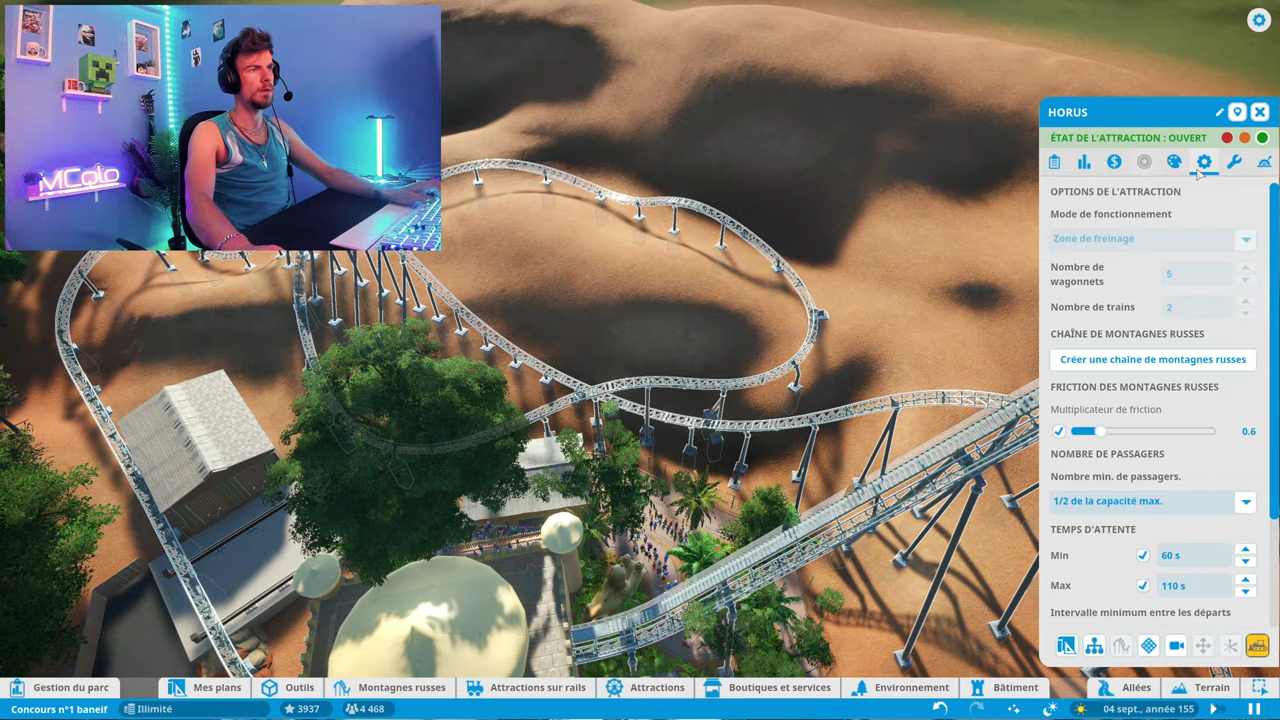 MCqlo
HORUS
ÉTAT DE L'ATTRACTION : OUVERT
OPTIONS DE L'ATTRACTION
Mode de fonctionnement
Zone de freinage
Nombre de wagonnets
5
Nombre de trains
2
CHAÎNE DE MONTAGNES RUSSES
Créer une chaîne de montagnes russes
FRICTION DES MONTAGNES RUSSES
Multiplicateur de friction
0.6
NOMBRE DE PASSAGERS
Nombre min. de passagers.
1/2 de la capacité max.
TEMPS D'ATTENTE
Min 60 s
Max 110 s
Intervalle minimum entre les départs
Gestion du parc Mes plans Outils Montagnes russes Attractions sur rails Attractions Boutiques et services Environnement Bâtiment Allées Terrain
Concours n°1 baneif Illimité 3937 4 468 04 sept., année 155